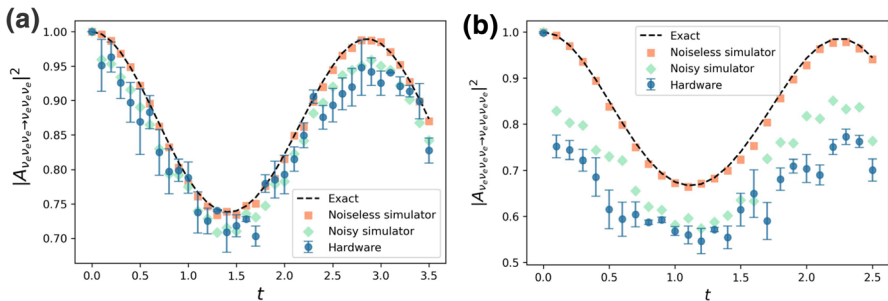 (a)
|A_{ν_eν_eν_e→ν_eν_eν_e}|^2
1.00
0.95
0.90
0.85
0.80
0.75
0.70
0.0 0.5 1.0 1.5 2.0 2.5 3.0 3.5
t
Exact
Noiseless simulator
Noisy simulator
Hardware
(b)
|A_{ν_eν_eν_eν_e→ν_eν_eν_eν_e}|^2
1.0
0.9
0.8
0.7
0.6
0.5
0.0 0.5 1.0 1.5 2.0 2.5
t
Exact
Noiseless simulator
Noisy simulator
Hardware